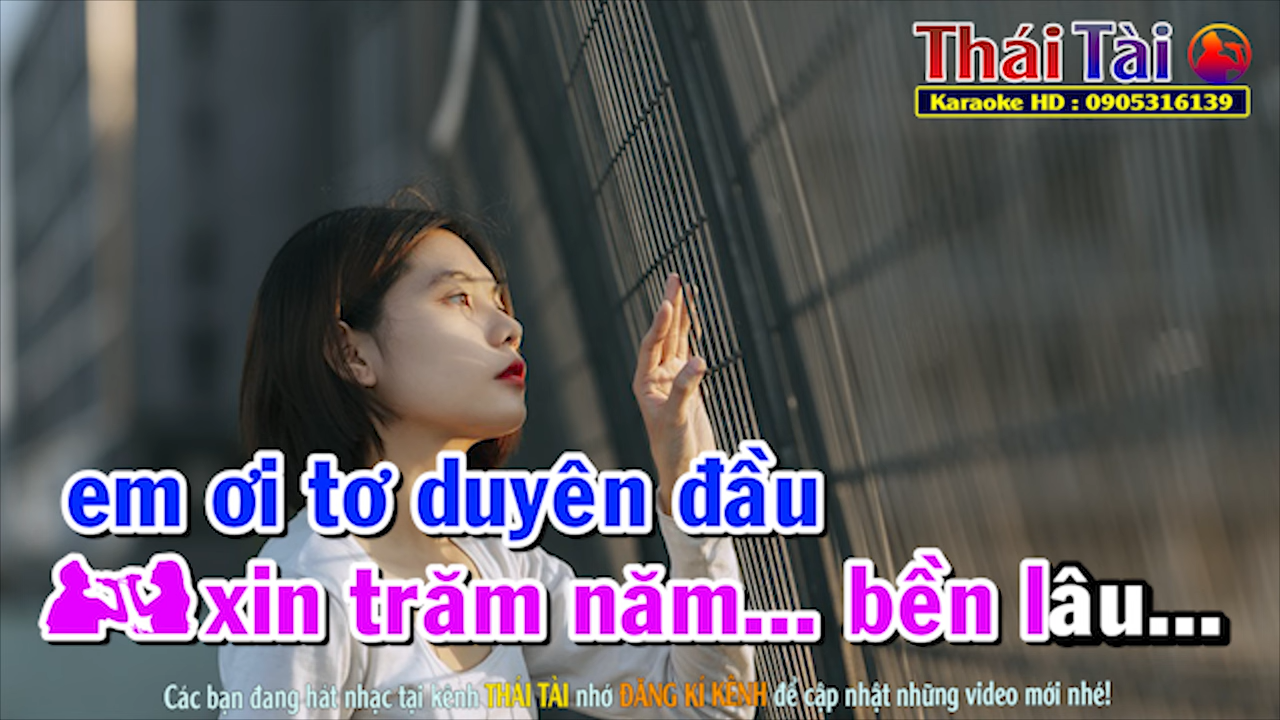 Thái Tài
Karaoke HD : 0905316139
em ơi tơ duyên đầu
xin trăm năm... bền lâu...
Các bạn đang hát nhạc tại kênh THÁI TÀI nhớ ĐĂNG KÍ KÊNH để cập nhật những video mới nhé!